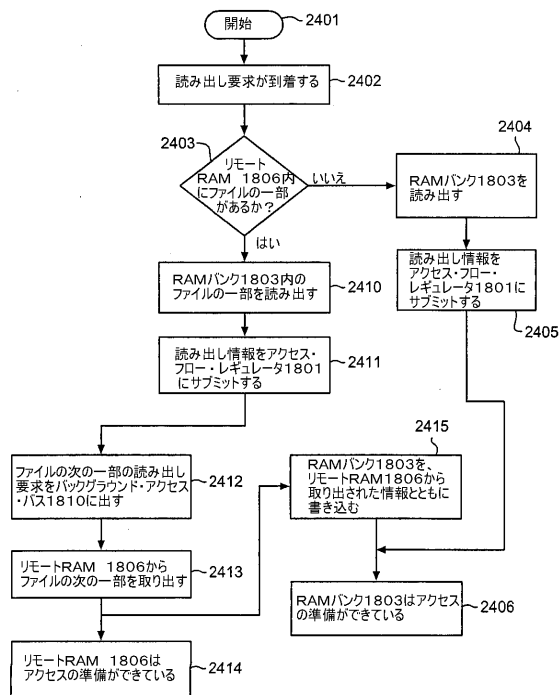 開始
2401
読み出し要求が到着する
2402
2403
リモート
RAM 1806内
にファイルの一部
があるか?
いいえ
はい
2404
RAMバンク1803を
読み出す
読み出し情報を
アクセス・フロー・
レギュレータ1801に
サブミットする
2405
RAMバンク1803内の
ファイルの一部を読み出す
2410
読み出し情報をアクセス・
フロー・レギュレータ1801
にサブミットする
2411
ファイルの次の一部の読み出し
要求をバックグラウンド・アクセス
・バス1810に出す
2412
2415
RAMバンク1803を、
リモートRAM1806から
取り出された情報とともに
書き込む
リモートRAM 1806から
ファイルの次の一部を取り出す
2413
RAMバンク1803はアクセス
の準備ができている
2406
リモートRAM 1806は
アクセスの準備ができている
2414